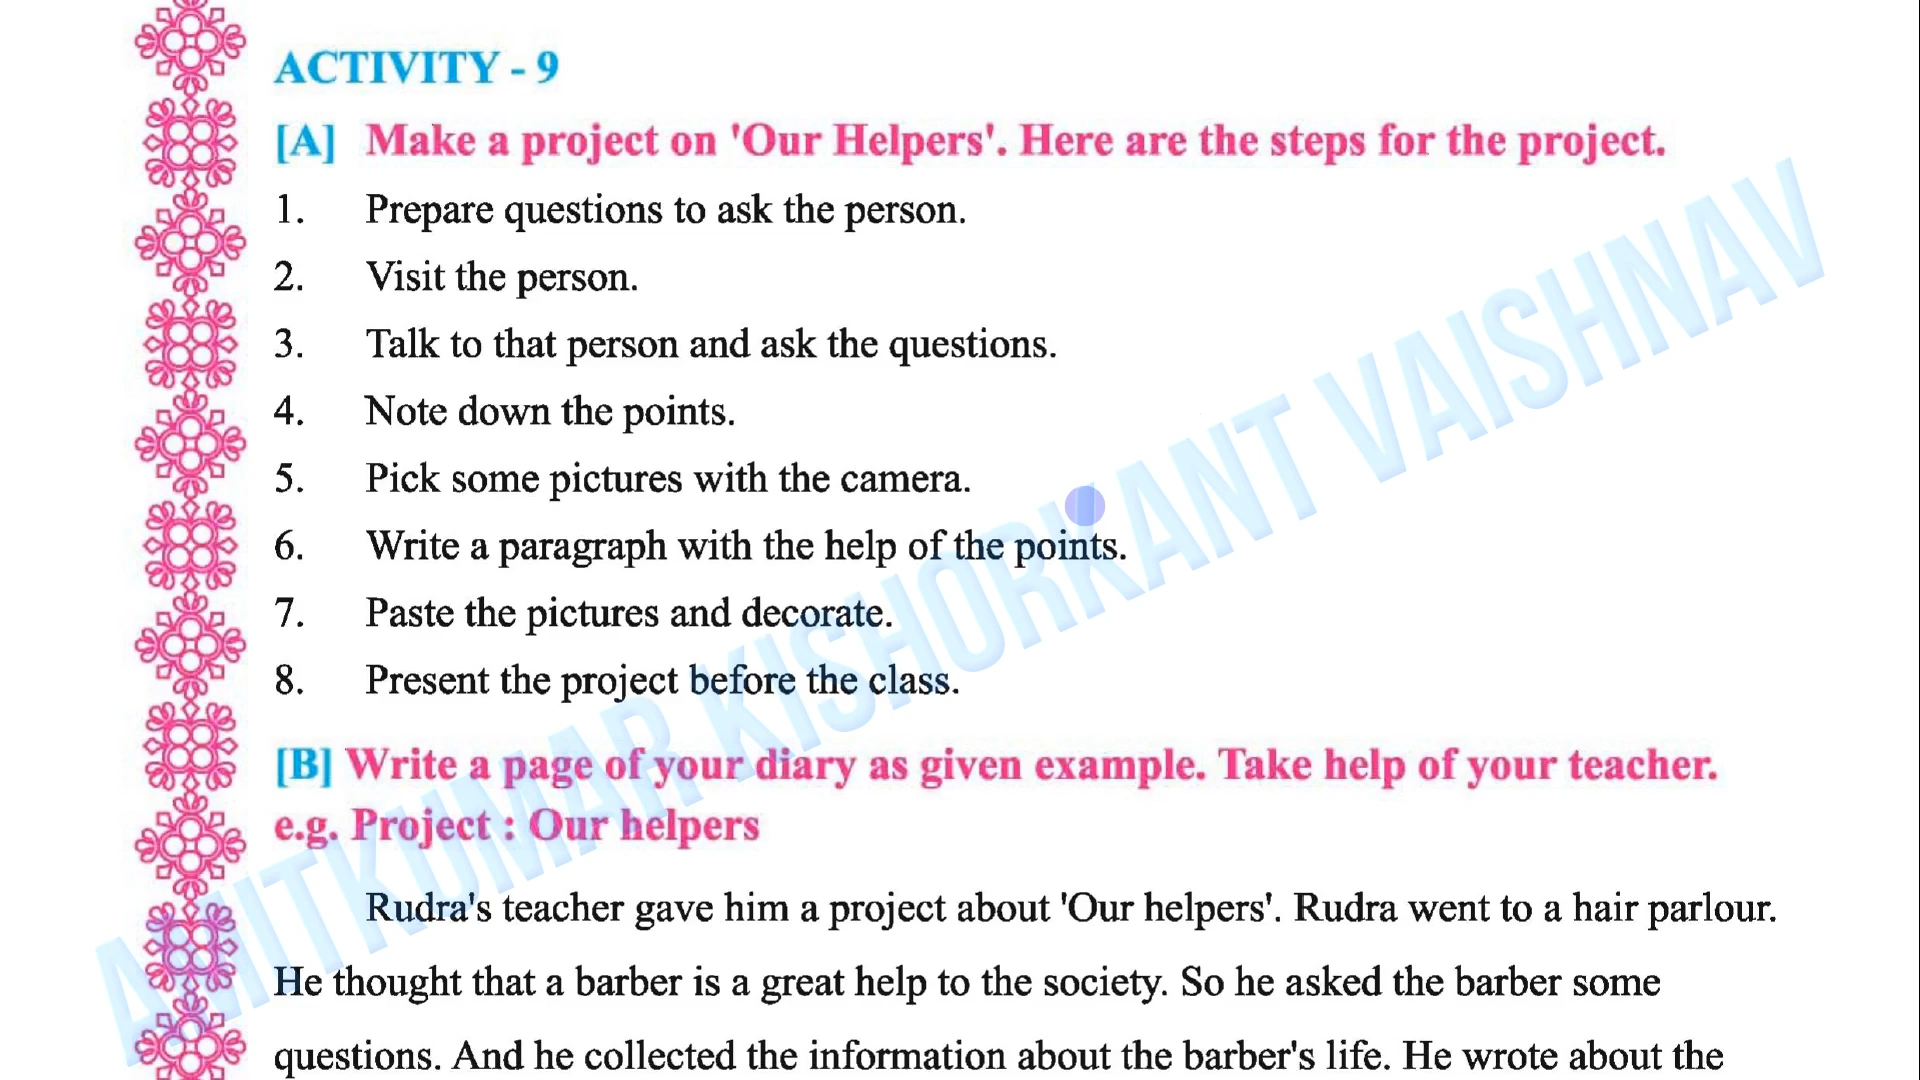 ACTIVITY - 9
[A] Make a project on 'Our Helpers'. Here are the steps for the project.
1. Prepare questions to ask the person.
2. Visit the person.
3. Talk to that person and ask the questions.
4. Note down the points.
5. Pick some pictures with the camera.
6. Write a paragraph with the help of the points.
7. Paste the pictures and decorate.
8. Present the project before the class.
[B] Write a page of your diary as given example. Take help of your teacher.
e.g. Project : Our helpers
Rudra's teacher gave him a project about 'Our helpers'. Rudra went to a hair parlour.
He thought that a barber is a great help to the society. So he asked the barber some
questions. And he collected the information about the barber's life. He wrote about the
AMITKUMAR KISHORKANT VAISHNAV